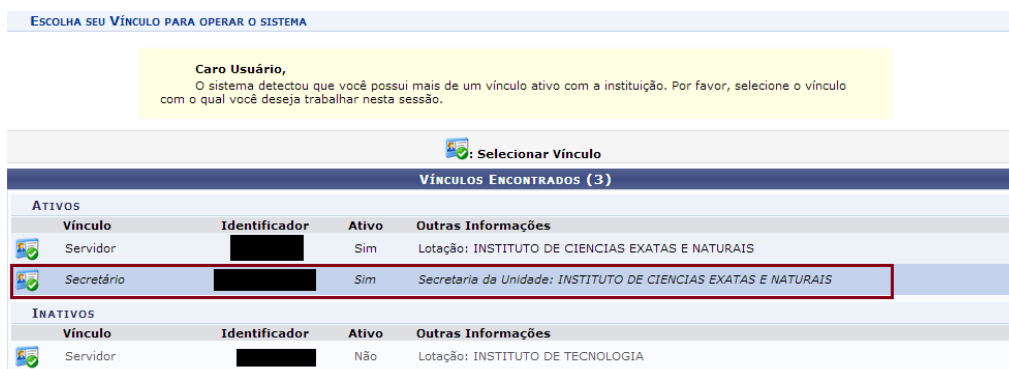 ESCOLHA SEU VÍNCULO PARA OPERAR O SISTEMA
Caro Usuário,
O sistema detectou que você possui mais de um vínculo ativo com a instituição. Por favor, selecione o vínculo
com o qual você deseja trabalhar nesta sessão.
: Selecionar Vínculo
VÍNCULOS ENCONTRADOS (3)
ATIVOS
Vínculo Identificador Ativo Outras Informações
Servidor Sim Lotação: INSTITUTO DE CIENCIAS EXATAS E NATURAIS
Secretário Sim Secretaria da Unidade: INSTITUTO DE CIENCIAS EXATAS E NATURAIS
INATIVOS
Vínculo Identificador Ativo Outras Informações
Servidor Não Lotação: INSTITUTO DE TECNOLOGIA